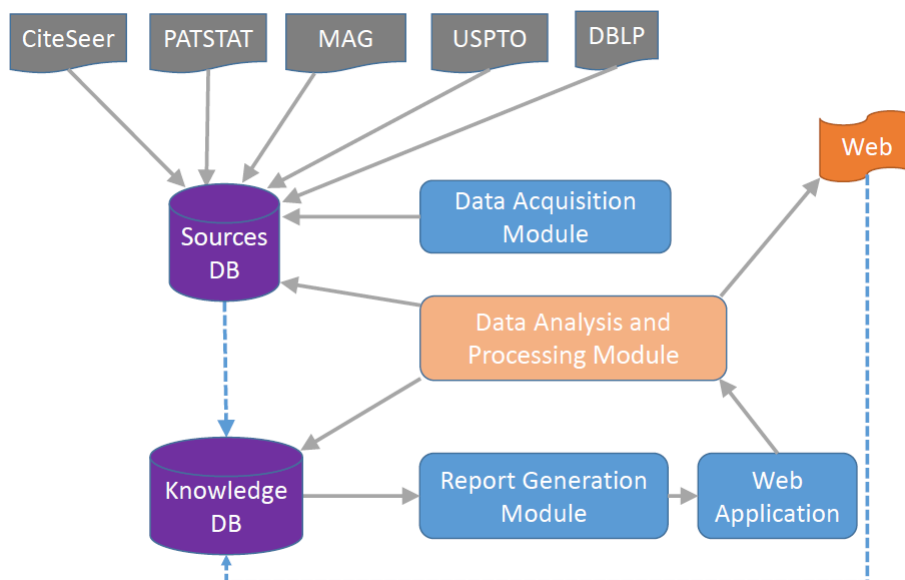 CiteSeer
PATSTAT
MAG
USPTO
DBLP
Web
Data Acquisition
Module
Sources
DB
Data Analysis and
Processing Module
Knowledge
DB
Report Generation
Module
Web
Application